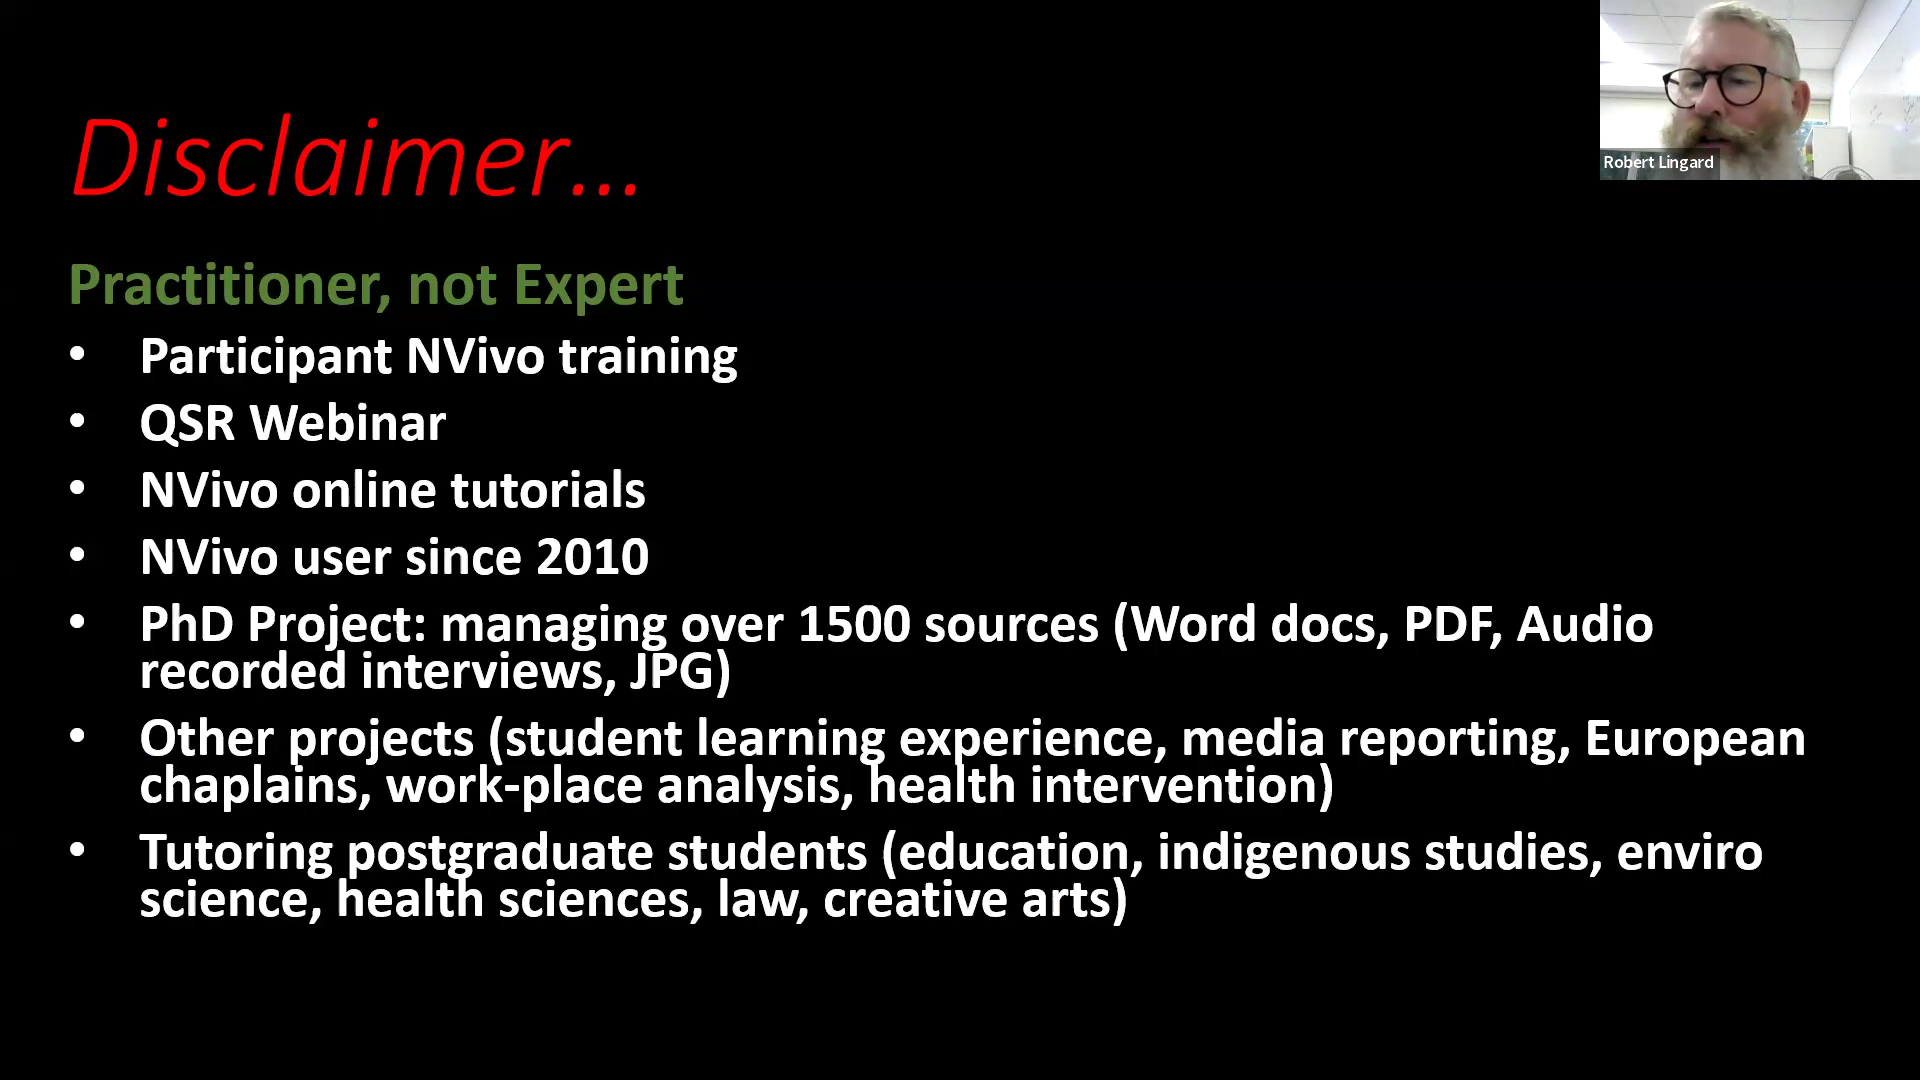 Disclaimer...
Robert Lingard
Practitioner, not Expert
• Participant NVivo training
• QSR Webinar
• NVivo online tutorials
• NVivo user since 2010
• PhD Project: managing over 1500 sources (Word docs, PDF, Audio
recorded interviews, JPG)
• Other projects (student learning experience, media reporting, European
chaplains, work-place analysis, health intervention)
• Tutoring postgraduate students (education, indigenous studies, enviro
science, health sciences, law, creative arts)